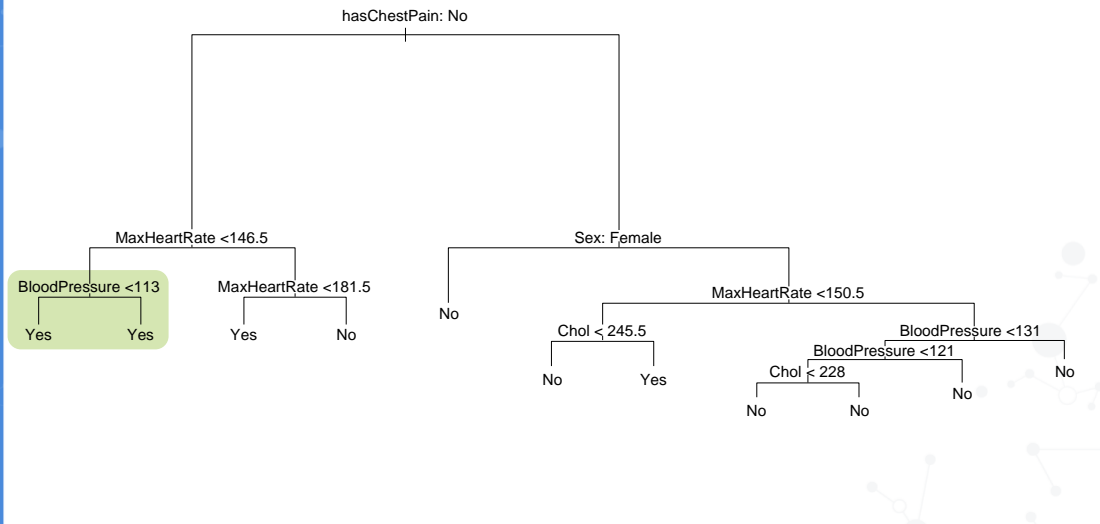 hasChestPain: No
MaxHeartRate <146.5
Sex: Female
BloodPressure <113
MaxHeartRate <181.5
Yes
Yes
Yes
No
No
MaxHeartRate <150.5
Chol < 245.5
No
Yes
BloodPressure <131
BloodPressure <121
Chol < 228
No
No
No
No